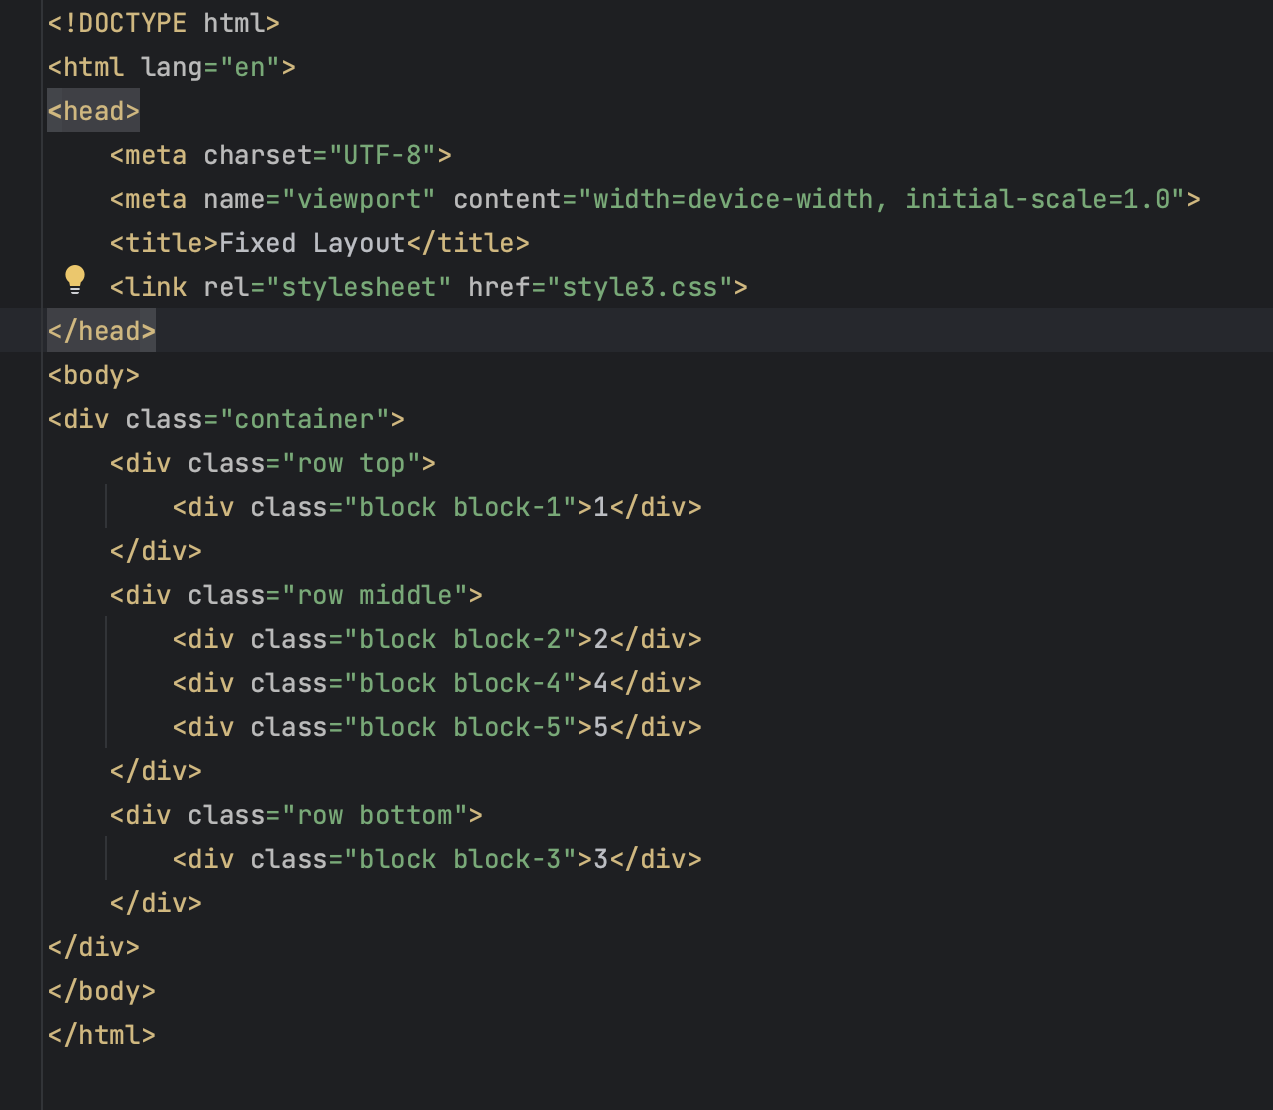 <!DOCTYPE html>
<html lang="en">
<head>
    <meta charset="UTF-8">
    <meta name="viewport" content="width=device-width, initial-scale=1.0">
    <title>Fixed Layout</title>
    <link rel="stylesheet" href="style3.css">
</head>
<body>
<div class="container">
    <div class="row top">
        <div class="block block-1">1</div>
    </div>
    <div class="row middle">
        <div class="block block-2">2</div>
        <div class="block block-4">4</div>
        <div class="block block-5">5</div>
    </div>
    <div class="row bottom">
        <div class="block block-3">3</div>
    </div>
</div>
</body>
</html>